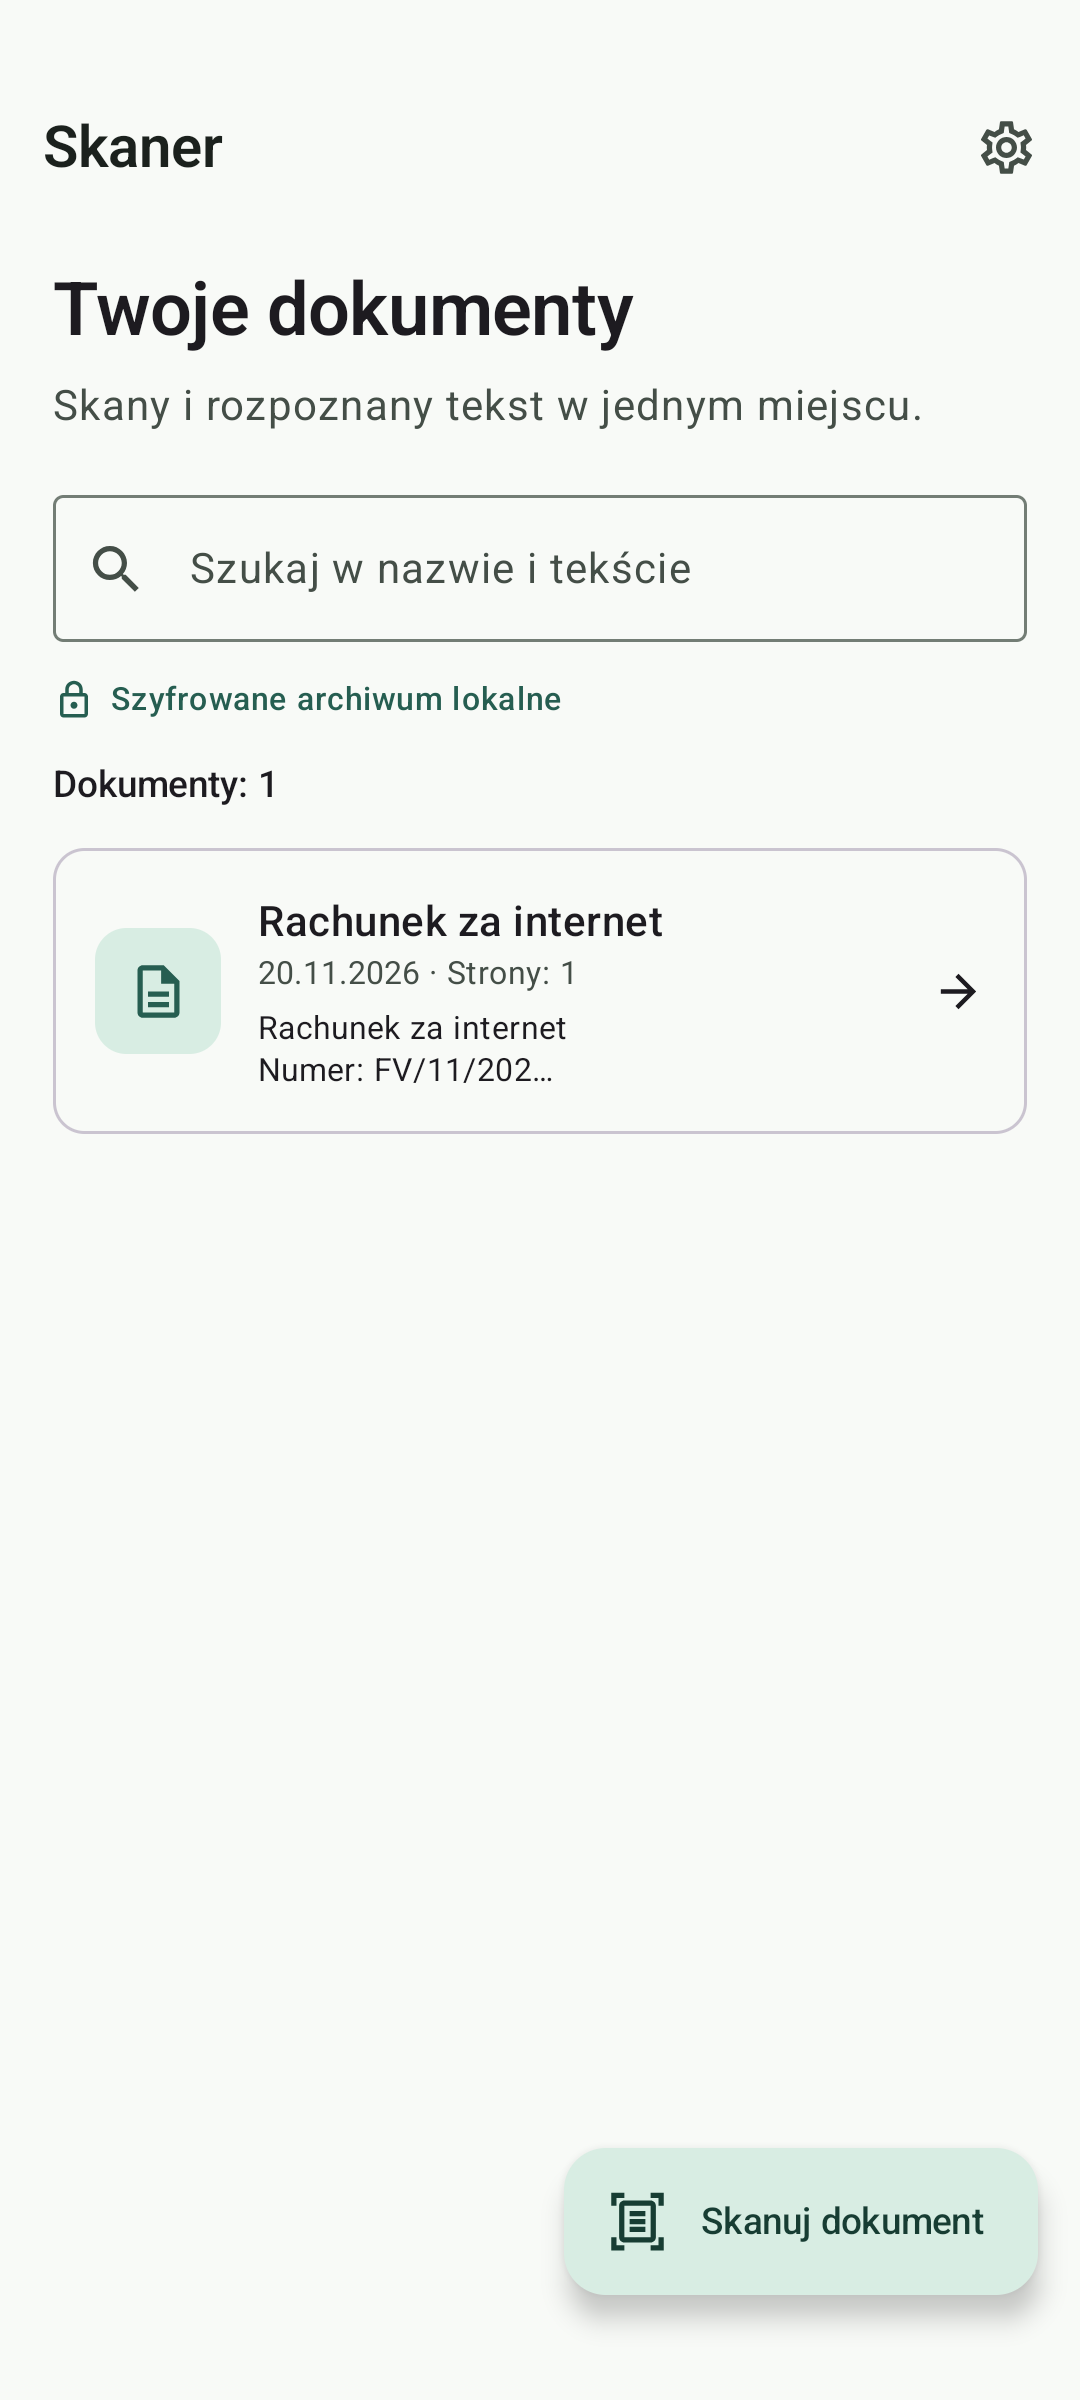 Skaner
Twoje dokumenty
Skany i rozpoznany tekst w jednym miejscu.
Szukaj w nazwie i tekście
Szyfrowane archiwum lokalne
Dokumenty: 1
Rachunek za internet
20.11.2026 · Strony: 1
Rachunek za internet
Numer: FV/11/202…
Skanuj dokument